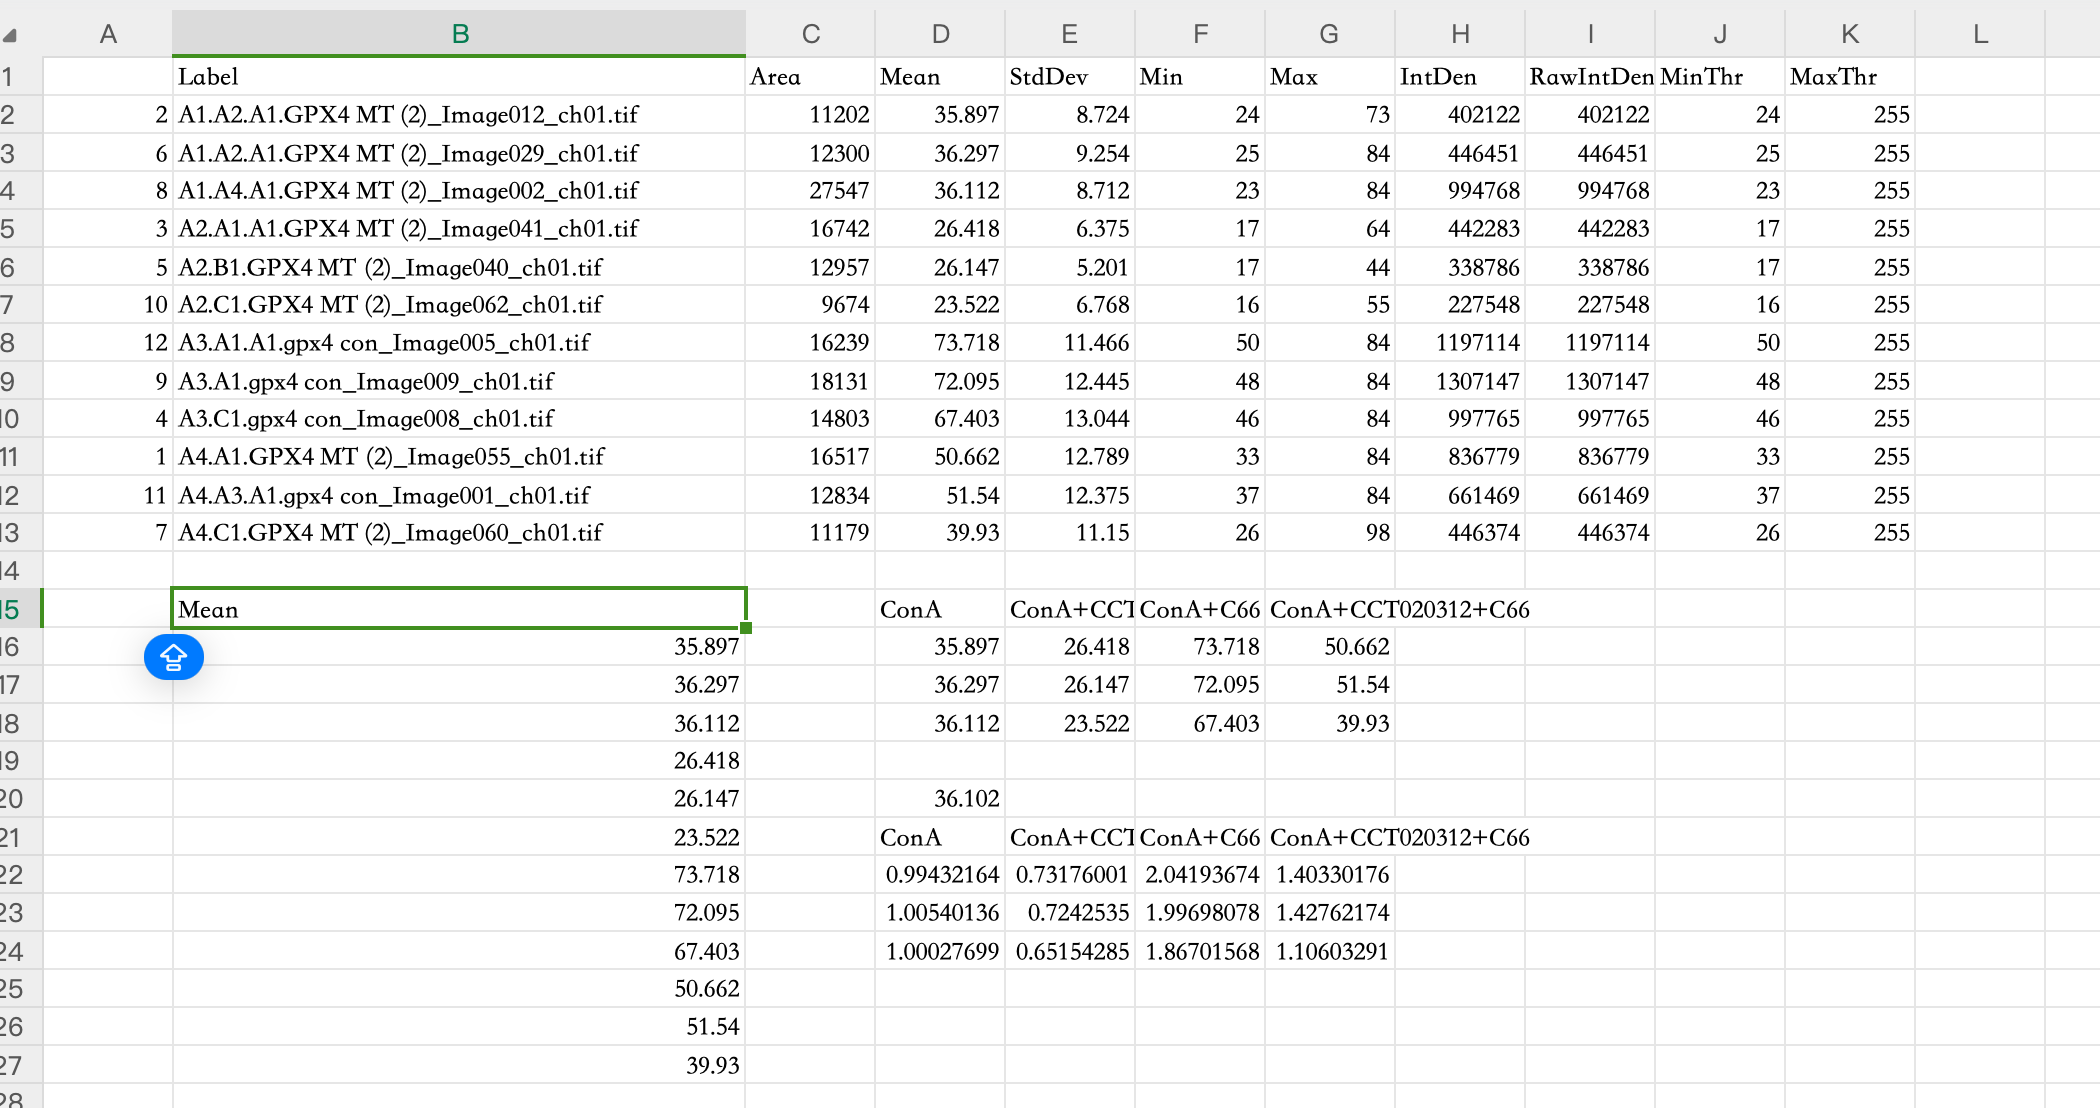 A B C D E F G H I J K L
1 Label Area Mean StdDev Min Max IntDen RawIntDen MinThr MaxThr
2 2 A1.A2.A1.GPX4 MT (2)_Image012_ch01.tif 11202 35.897 8.724 24 73 402122 402122 24 255
3 6 A1.A2.A1.GPX4 MT (2)_Image029_ch01.tif 12300 36.297 9.254 25 84 446451 446451 25 255
4 8 A1.A4.A1.GPX4 MT (2)_Image002_ch01.tif 27547 36.112 8.712 23 84 994768 994768 23 255
5 3 A2.A1.A1.GPX4 MT (2)_Image041_ch01.tif 16742 26.418 6.375 17 64 442283 442283 17 255
6 5 A2.B1.GPX4 MT (2)_Image040_ch01.tif 12957 26.147 5.201 17 44 338786 338786 17 255
7 10 A2.C1.GPX4 MT (2)_Image062_ch01.tif 9674 23.522 6.768 16 55 227548 227548 16 255
8 12 A3.A1.A1.gpx4 con_Image005_ch01.tif 16239 73.718 11.466 50 84 1197114 1197114 50 255
9 9 A3.A1.gpx4 con_Image009_ch01.tif 18131 72.095 12.445 48 84 1307147 1307147 48 255
10 4 A3.C1.gpx4 con_Image008_ch01.tif 14803 67.403 13.044 46 84 997765 997765 46 255
11 1 A4.A1.GPX4 MT (2)_Image055_ch01.tif 16517 50.662 12.789 33 84 836779 836779 33 255
12 11 A4.A3.A1.gpx4 con_Image001_ch01.tif 12834 51.54 12.375 37 84 661469 661469 37 255
13 7 A4.C1.GPX4 MT (2)_Image060_ch01.tif 11179 39.93 11.15 26 98 446374 446374 26 255
14
15 Mean ConA ConA+CCT ConA+C66 ConA+CCT020312+C66
16 35.897 35.897 26.418 73.718 50.662
17 36.297 36.297 26.147 72.095 51.54
18 36.112 36.112 23.522 67.403 39.93
19 26.418
20 26.147 36.102
21 23.522 ConA ConA+CCT ConA+C66 ConA+CCT020312+C66
22 73.718 0.99432164 0.73176001 2.04193674 1.40330176
23 72.095 1.00540136 0.7242535 1.99698078 1.42762174
24 67.403 1.00027699 0.65154285 1.86701568 1.10603291
25 50.662
26 51.54
27 39.93
28